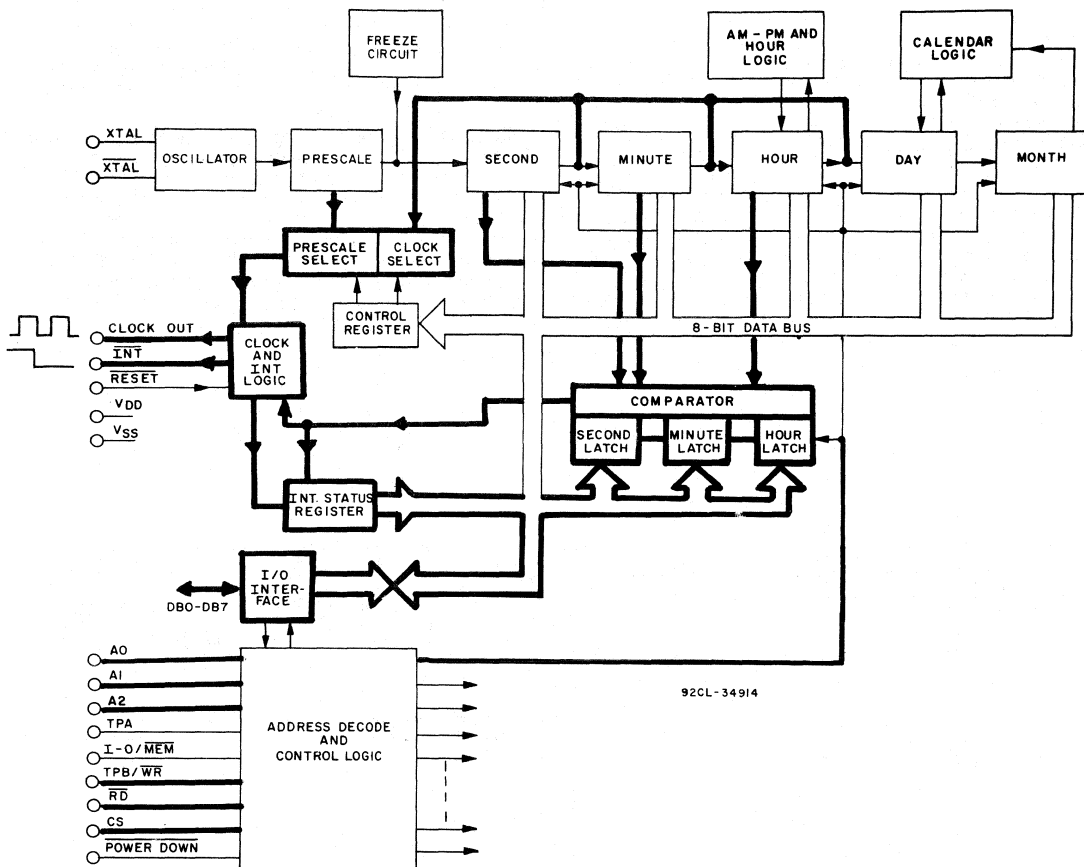 FREEZE
CIRCUIT
AM-PM AND
HOUR
LOGIC
CALENDAR
LOGIC
XTAL
XTAL
OSCILLATOR
PRESCALE
SECOND
MINUTE
HOUR
DAY
MONTH
PRESCALE
SELECT
CLOCK
SELECT
CONTROL
REGISTER
8-BIT DATA BUS
CLOCK OUT
INT
RESET
VDD
VSS
CLOCK
AND
INT
LOGIC
COMPARATOR
SECOND
LATCH
MINUTE
LATCH
HOUR
LATCH
INT. STATUS
REGISTER
I/O
INTER-
FACE
DB0-DB7
A0
A1
A2
TPA
I-O/MEM
TPB/WR
RD
CS
POWER DOWN
ADDRESS DECODE
AND
CONTROL LOGIC
92CL-34914